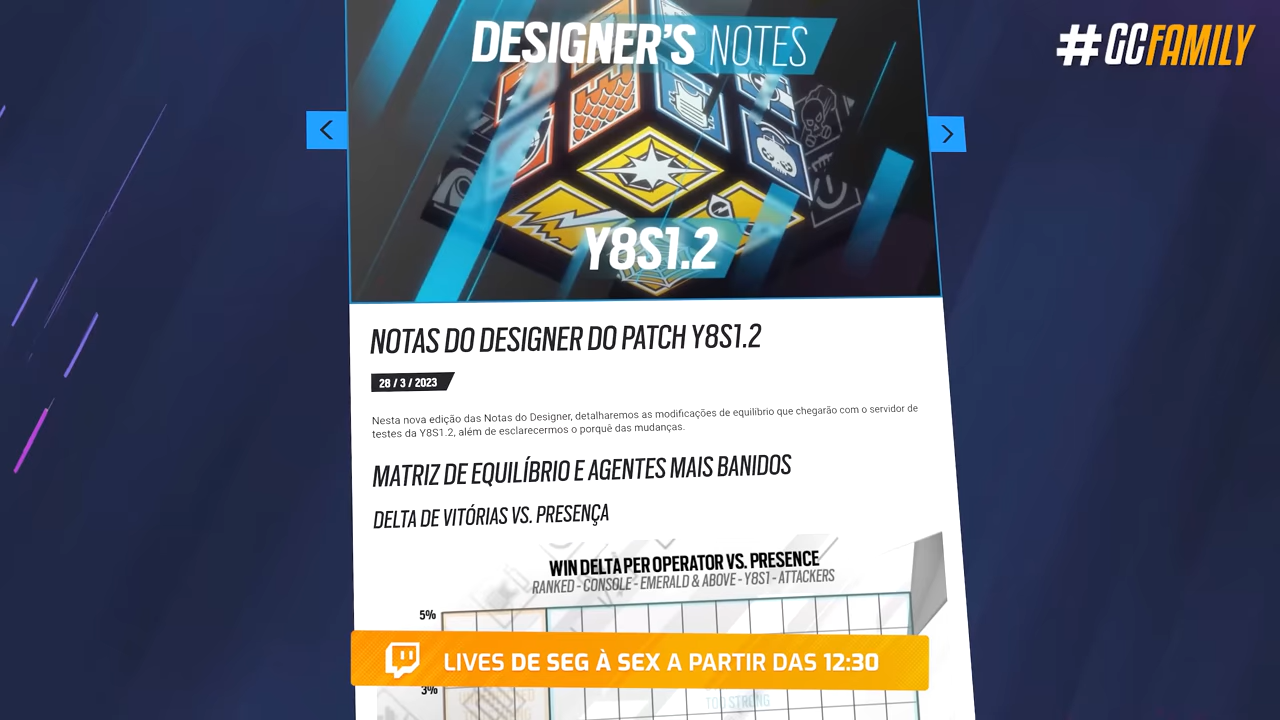 DESIGNER'S NOTES
#GCFAMILY
Y8S1.2
NOTAS DO DESIGNER DO PATCH Y8S1.2
28 / 3 / 2023
Nesta nova edição das Notas do Designer, detalharemos as modificações de equilíbrio que chegarão com o servidor de
testes da Y8S1.2, além de esclarecermos o porquê das mudanças.
MATRIZ DE EQUILÍBRIO E AGENTES MAIS BANIDOS
DELTA DE VITÓRIAS VS. PRESENÇA
WIN DELTA PER OPERATOR VS. PRESENCE
RANKED - CONSOLE - EMERALD & ABOVE - Y8S1 - ATTACKERS
5%
LIVES DE SEG À SEX A PARTIR DAS 12:30
3%
TOO STRONG